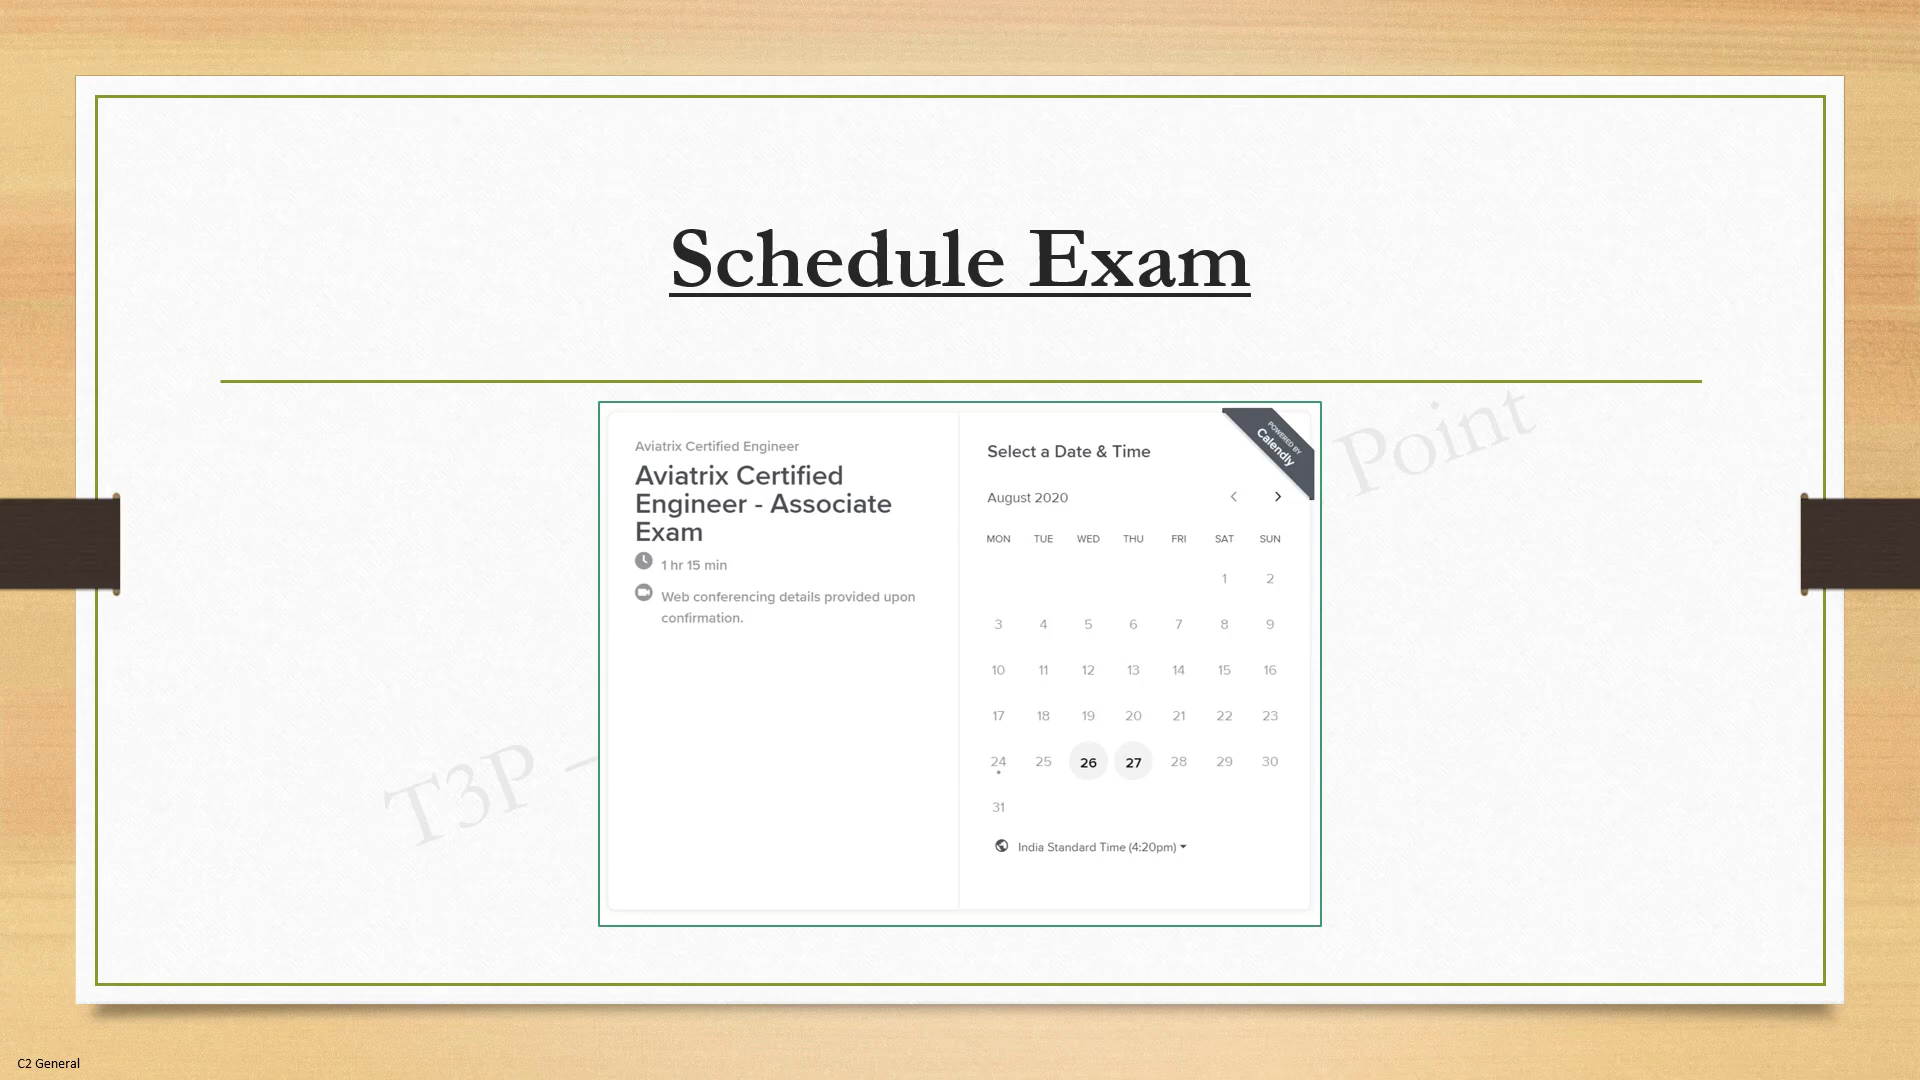 Schedule Exam
Point
T3P –
Aviatrix Certified Engineer
Aviatrix Certified
Engineer - Associate
Exam
1 hr 15 min
Web conferencing details provided upon
confirmation.
POWERED BY
Calendly
Select a Date & Time
August 2020
MON TUE WED THU FRI SAT SUN
1 2
3 4 5 6 7 8 9
10 11 12 13 14 15 16
17 18 19 20 21 22 23
24 25 26 27 28 29 30
31
India Standard Time (4:20pm)
C2 General